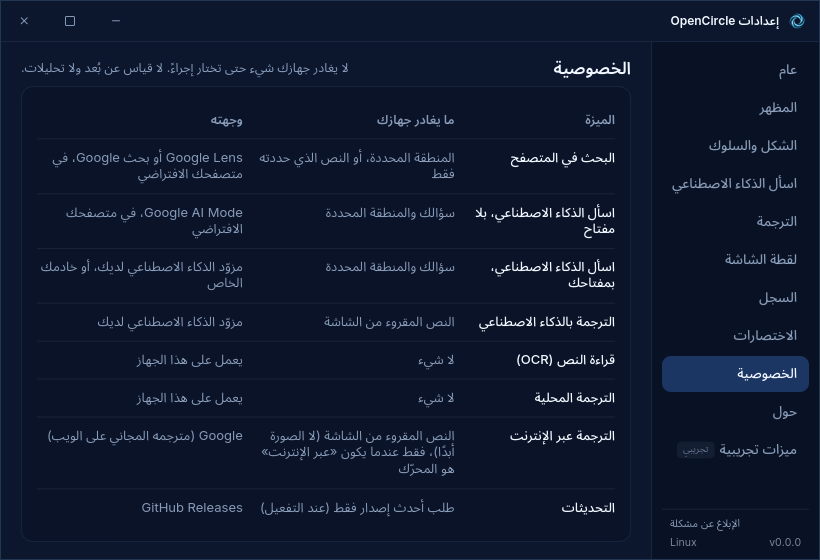 إعدادات OpenCircle
عام
المظهر
الشكل والسلوك
اسأل الذكاء الاصطناعي
الترجمة
لقطة الشاشة
السجل
الاختصارات
الخصوصية
حول
ميزات تجريبية تجريبي
الإبلاغ عن مشكلة
v0.0.0 Linux
الخصوصية
لا يغادر جهازك شيء حتى تختار إجراءً. لا قياس عن بُعد ولا تحليلات.
الميزة ما يغادر جهازك وجهته
البحث في المتصفح
المنطقة المحددة، أو النص الذي حددته
فقط
Google Lens أو بحث Google، في
متصفحك الافتراضي
اسأل الذكاء الاصطناعي، بلا
مفتاح
سؤالك والمنطقة المحددة
Google AI Mode، في متصفحك
الافتراضي
اسأل الذكاء الاصطناعي،
بمفتاحك
سؤالك والمنطقة المحددة
مزوّد الذكاء الاصطناعي لديك، أو خادمك
الخاص
الترجمة بالذكاء الاصطناعي
النص المقروء من الشاشة
مزوّد الذكاء الاصطناعي لديك
قراءة النص (OCR)
لا شيء
يعمل على هذا الجهاز
الترجمة المحلية
لا شيء
يعمل على هذا الجهاز
الترجمة عبر الإنترنت
النص المقروء من الشاشة (لا الصورة
أبدًا)، فقط عندما يكون «عبر الإنترنت»
هو المحرّك
Google (مترجمه المجاني على الويب)
التحديثات
طلب أحدث إصدار فقط (عند التفعيل)
GitHub Releases